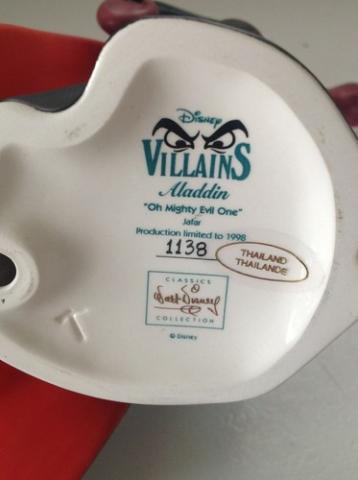 Disney
VILLAINS
Aladdin
"Oh Mighty Evil One"
Jafar
Production limited to 1998
1138
THAILAND
THAILANDE
CLASSICS
Walt Disney
COLLECTION
© Disney
T